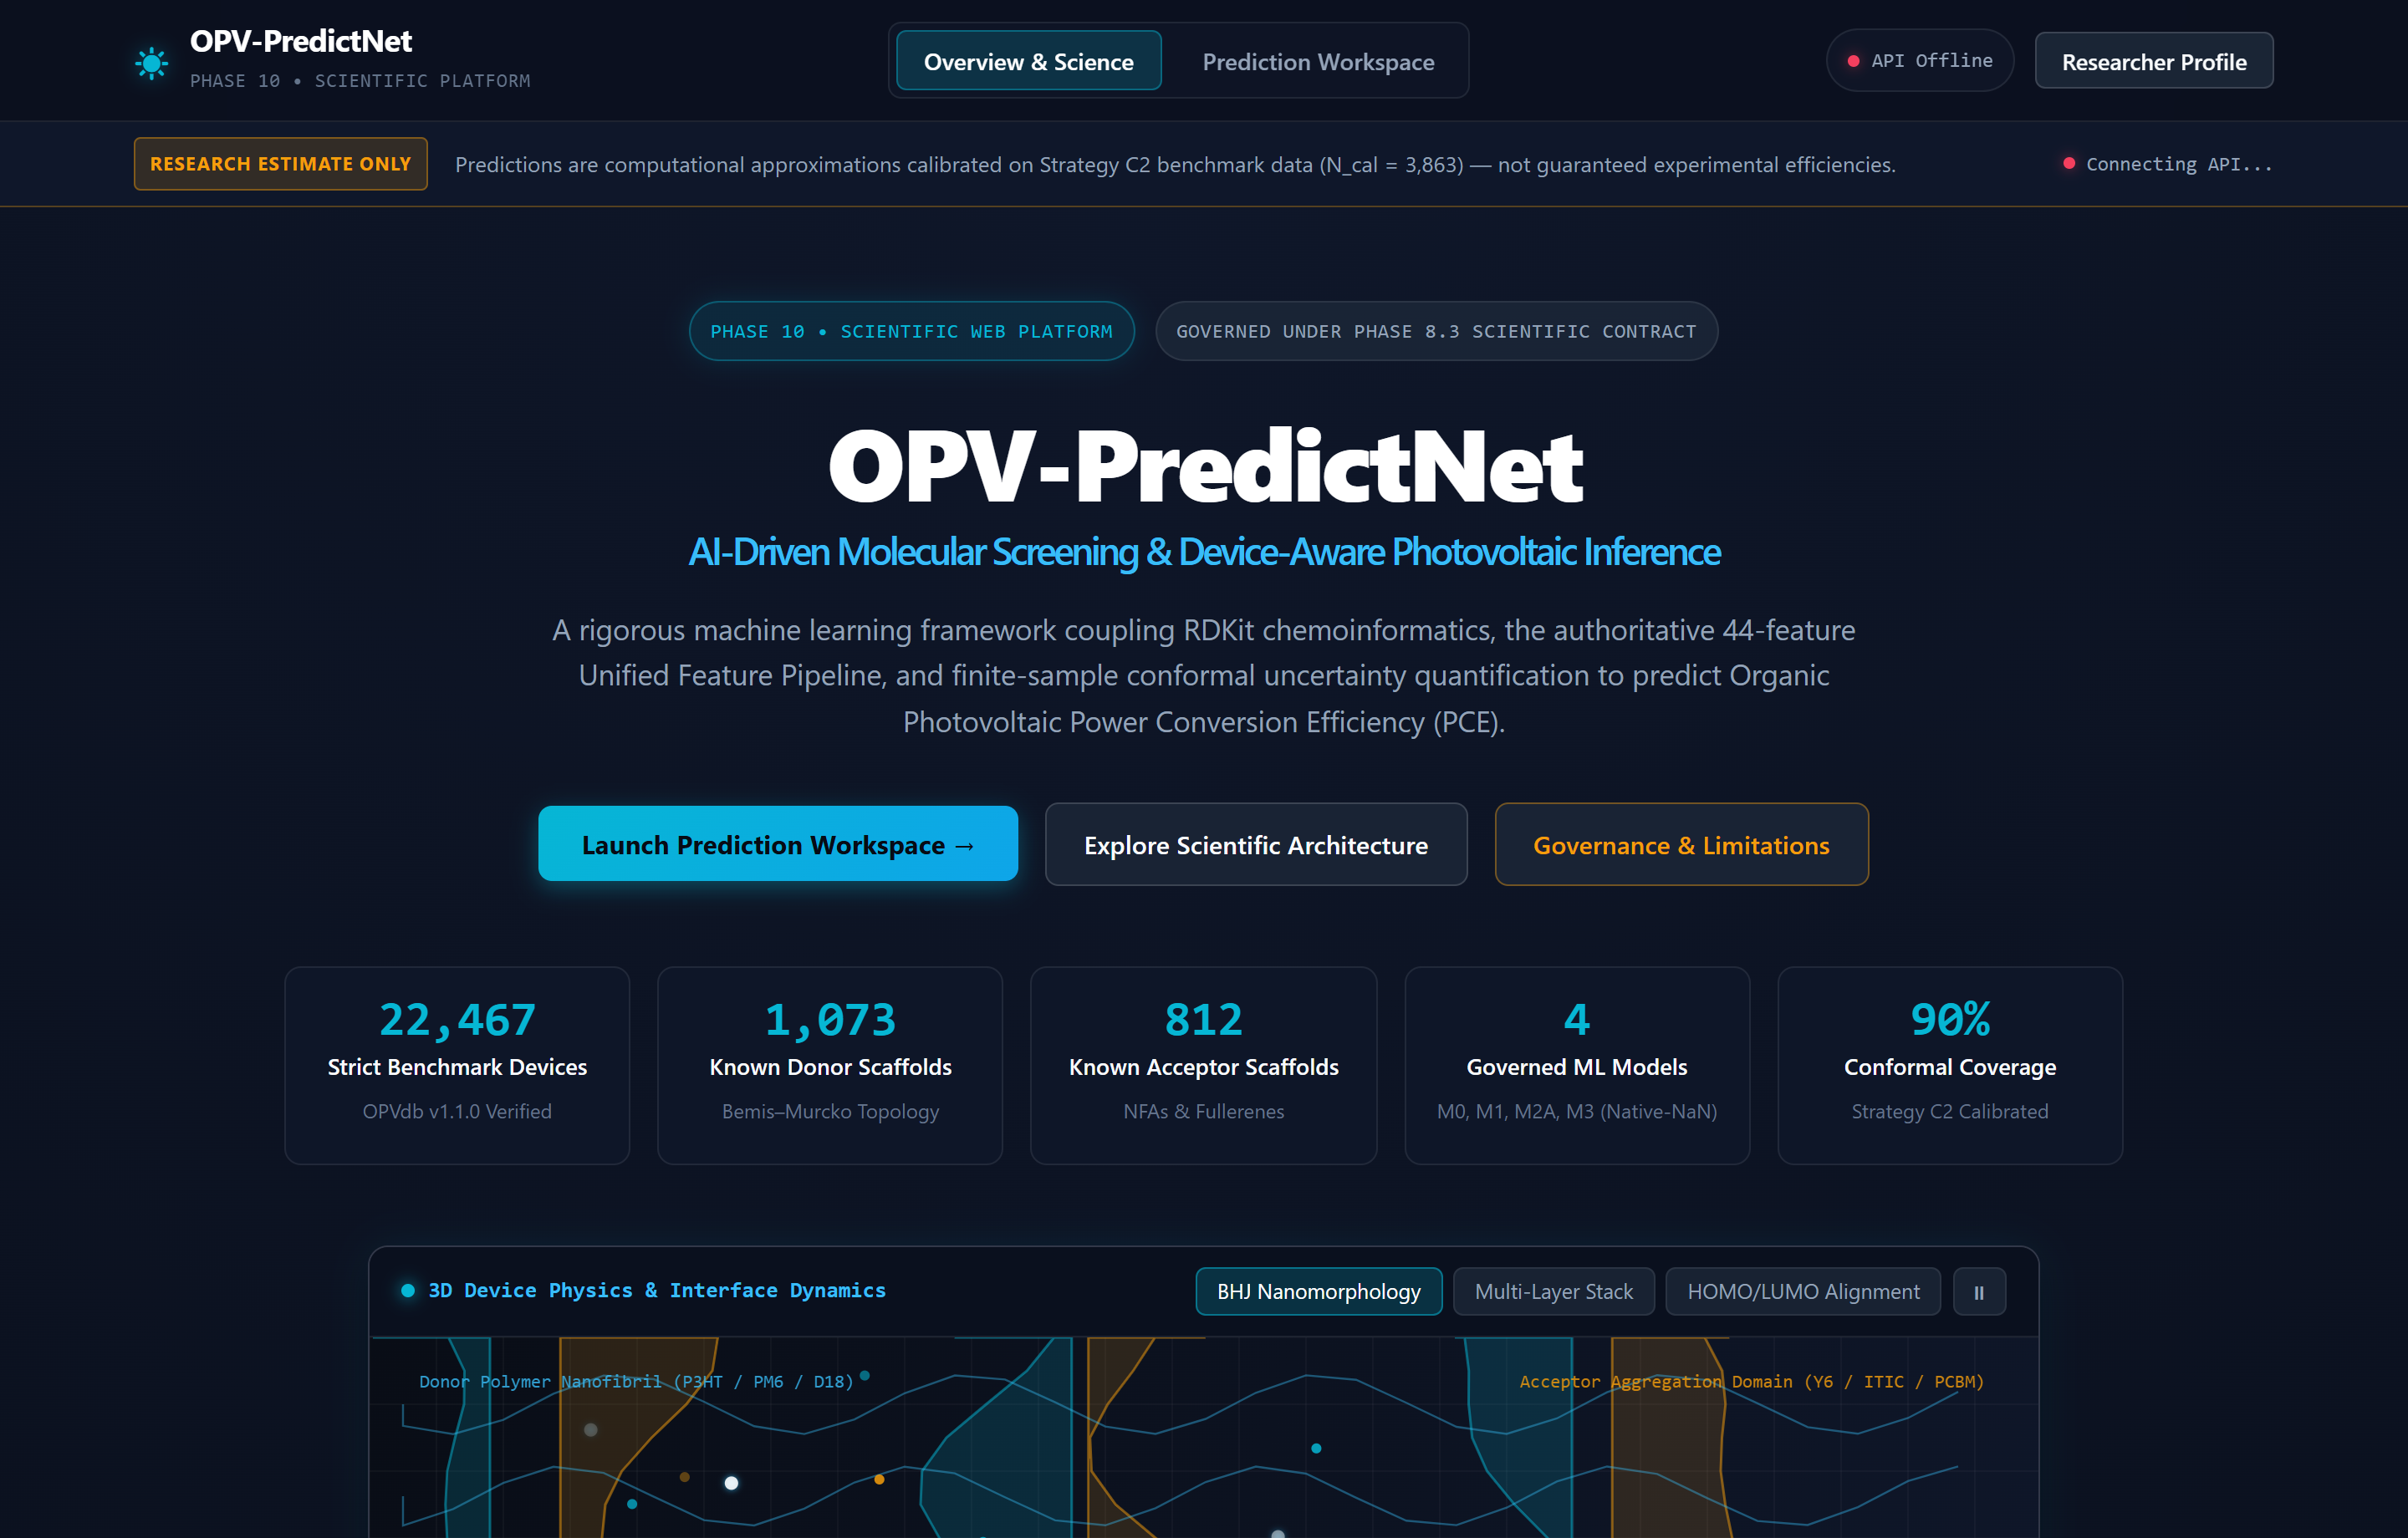 OPV-PredictNet
PHASE 10 • SCIENTIFIC PLATFORM
Overview & Science
Prediction Workspace
API Offline
Researcher Profile
RESEARCH ESTIMATE ONLY
Predictions are computational approximations calibrated on Strategy C2 benchmark data (N_cal = 3,863) — not guaranteed experimental efficiencies.
Connecting API...
PHASE 10 • SCIENTIFIC WEB PLATFORM
GOVERNED UNDER PHASE 8.3 SCIENTIFIC CONTRACT
OPV-PredictNet
AI-Driven Molecular Screening & Device-Aware Photovoltaic Inference
A rigorous machine learning framework coupling RDKit chemoinformatics, the authoritative 44-feature
Unified Feature Pipeline, and finite-sample conformal uncertainty quantification to predict Organic
Photovoltaic Power Conversion Efficiency (PCE).
Launch Prediction Workspace →
Explore Scientific Architecture
Governance & Limitations
22,467
Strict Benchmark Devices
OPVdb v1.1.0 Verified
1,073
Known Donor Scaffolds
Bemis–Murcko Topology
812
Known Acceptor Scaffolds
NFAs & Fullerenes
4
Governed ML Models
M0, M1, M2A, M3 (Native-NaN)
90%
Conformal Coverage
Strategy C2 Calibrated
3D Device Physics & Interface Dynamics
BHJ Nanomorphology
Multi-Layer Stack
HOMO/LUMO Alignment
Donor Polymer Nanofibril (P3HT / PM6 / D18)
Acceptor Aggregation Domain (Y6 / ITIC / PCBM)